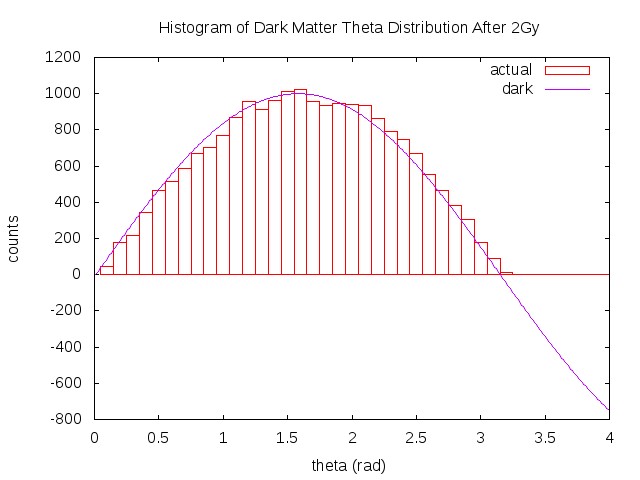 Histogram of Dark Matter Theta Distribution After 2Gy
1200
1000
800
600
400
200
0
-200
-400
-600
-800
counts
actual
dark
0 0.5 1 1.5 2 2.5 3 3.5 4
theta (rad)